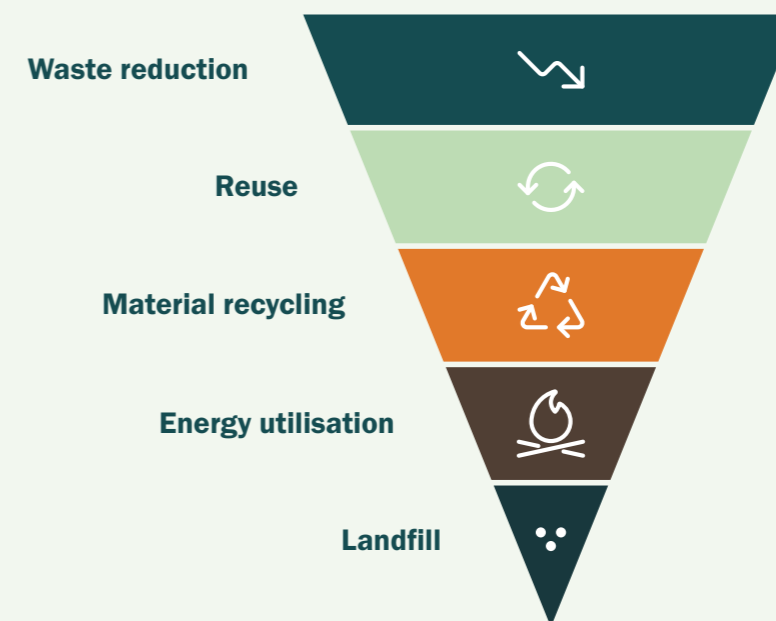 Waste reduction
Reuse
Material recycling
Energy utilisation
Landfill